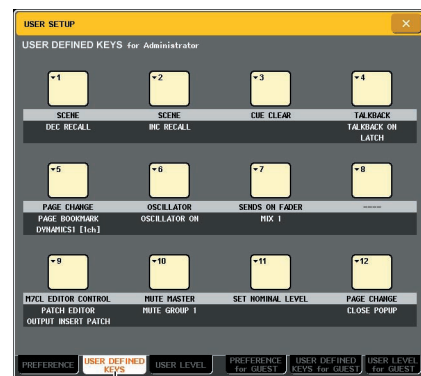 USER SETUP
USER DEFINED KEYS for Administrator
1
2
3
4
SCENE
SCENE
CUE CLEAR
TALKBACK
DEC RECALL
INC RECALL
TALKBACK ON
LATCH
5
6
7
8
PAGE CHANGE
OSCILLATOR
SENDS ON FADER
----
PAGE BOOKMARK
DYNAMICS1 [1ch]
OSCILLATOR ON
MIX 1
9
10
11
12
M7CL EDITOR CONTROL
MUTE MASTER
SET NOMINAL LEVEL
PAGE CHANGE
PATCH EDITOR
OUTPUT INSERT PATCH
MUTE GROUP 1
CLOSE POPUP
PREFERENCE
USER DEFINED
KEYS
USER LEVEL
PREFERENCE
for GUEST
USER DEFINED
KEYS for GUEST
USER LEVEL
for GUEST